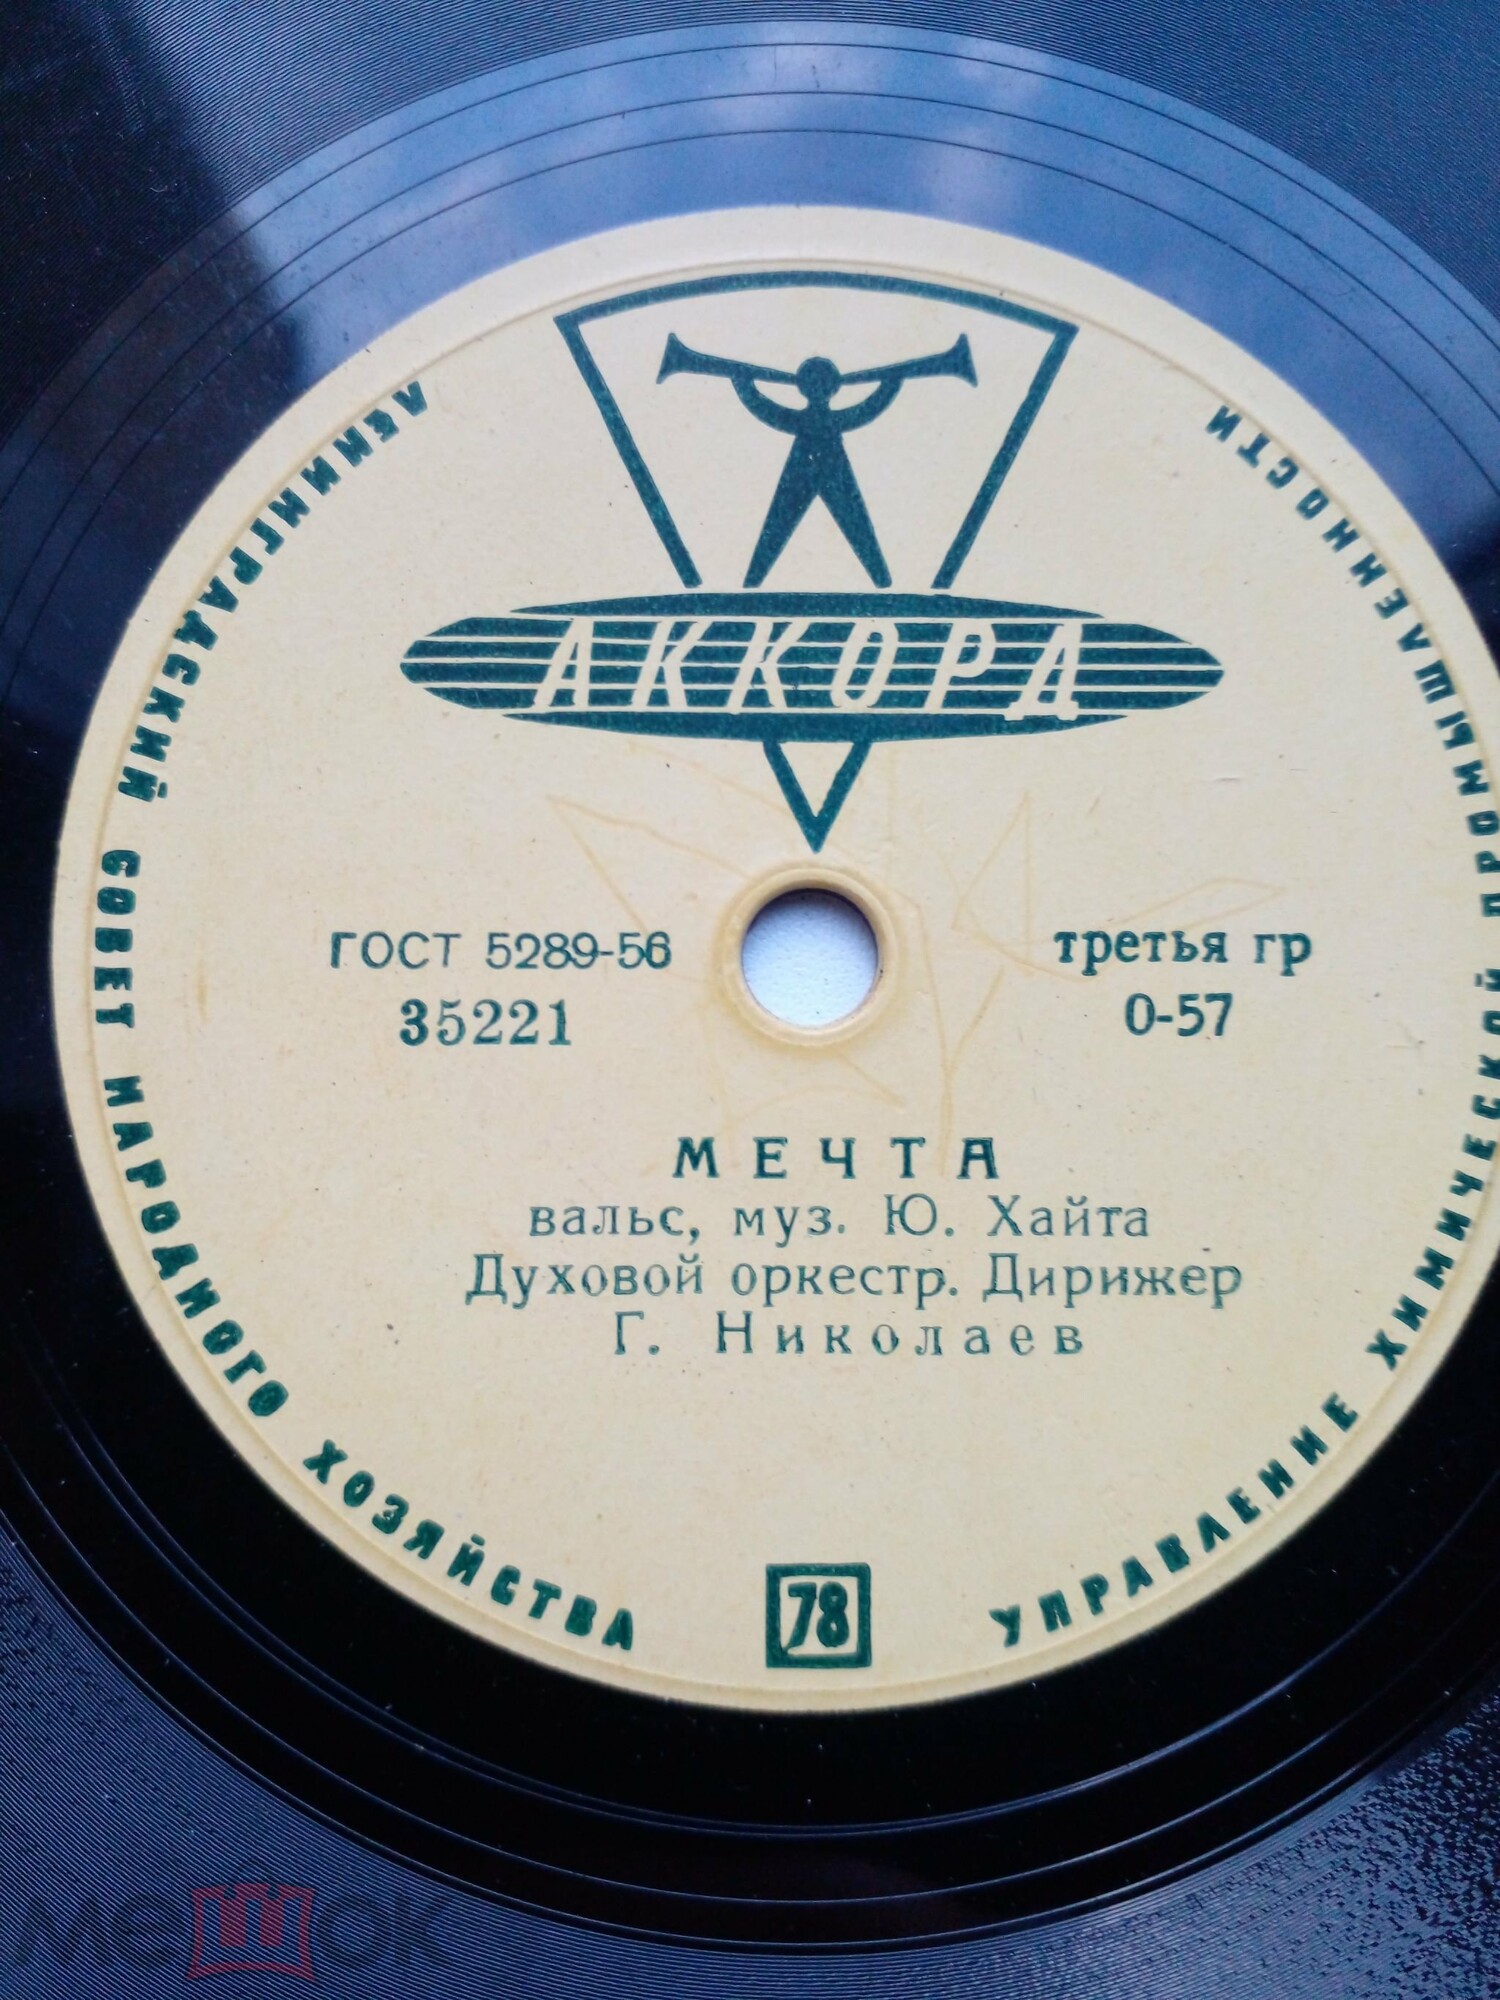 ЛЕНИНГРАДСКИЙ СОВЕТ НАРОДНОГО ХОЗЯЙСТВА
УПРАВЛЕНИЕ ХИМИЧЕСКОЙ ПРОМЫШЛЕННОСТИ
АККОРД
ГОСТ 5289-56
35221
третья гр
0-57
МЕЧТА
вальс, муз. Ю. Хайта
Духовой оркестр. Дирижер
Г. Николаев
78
мешок